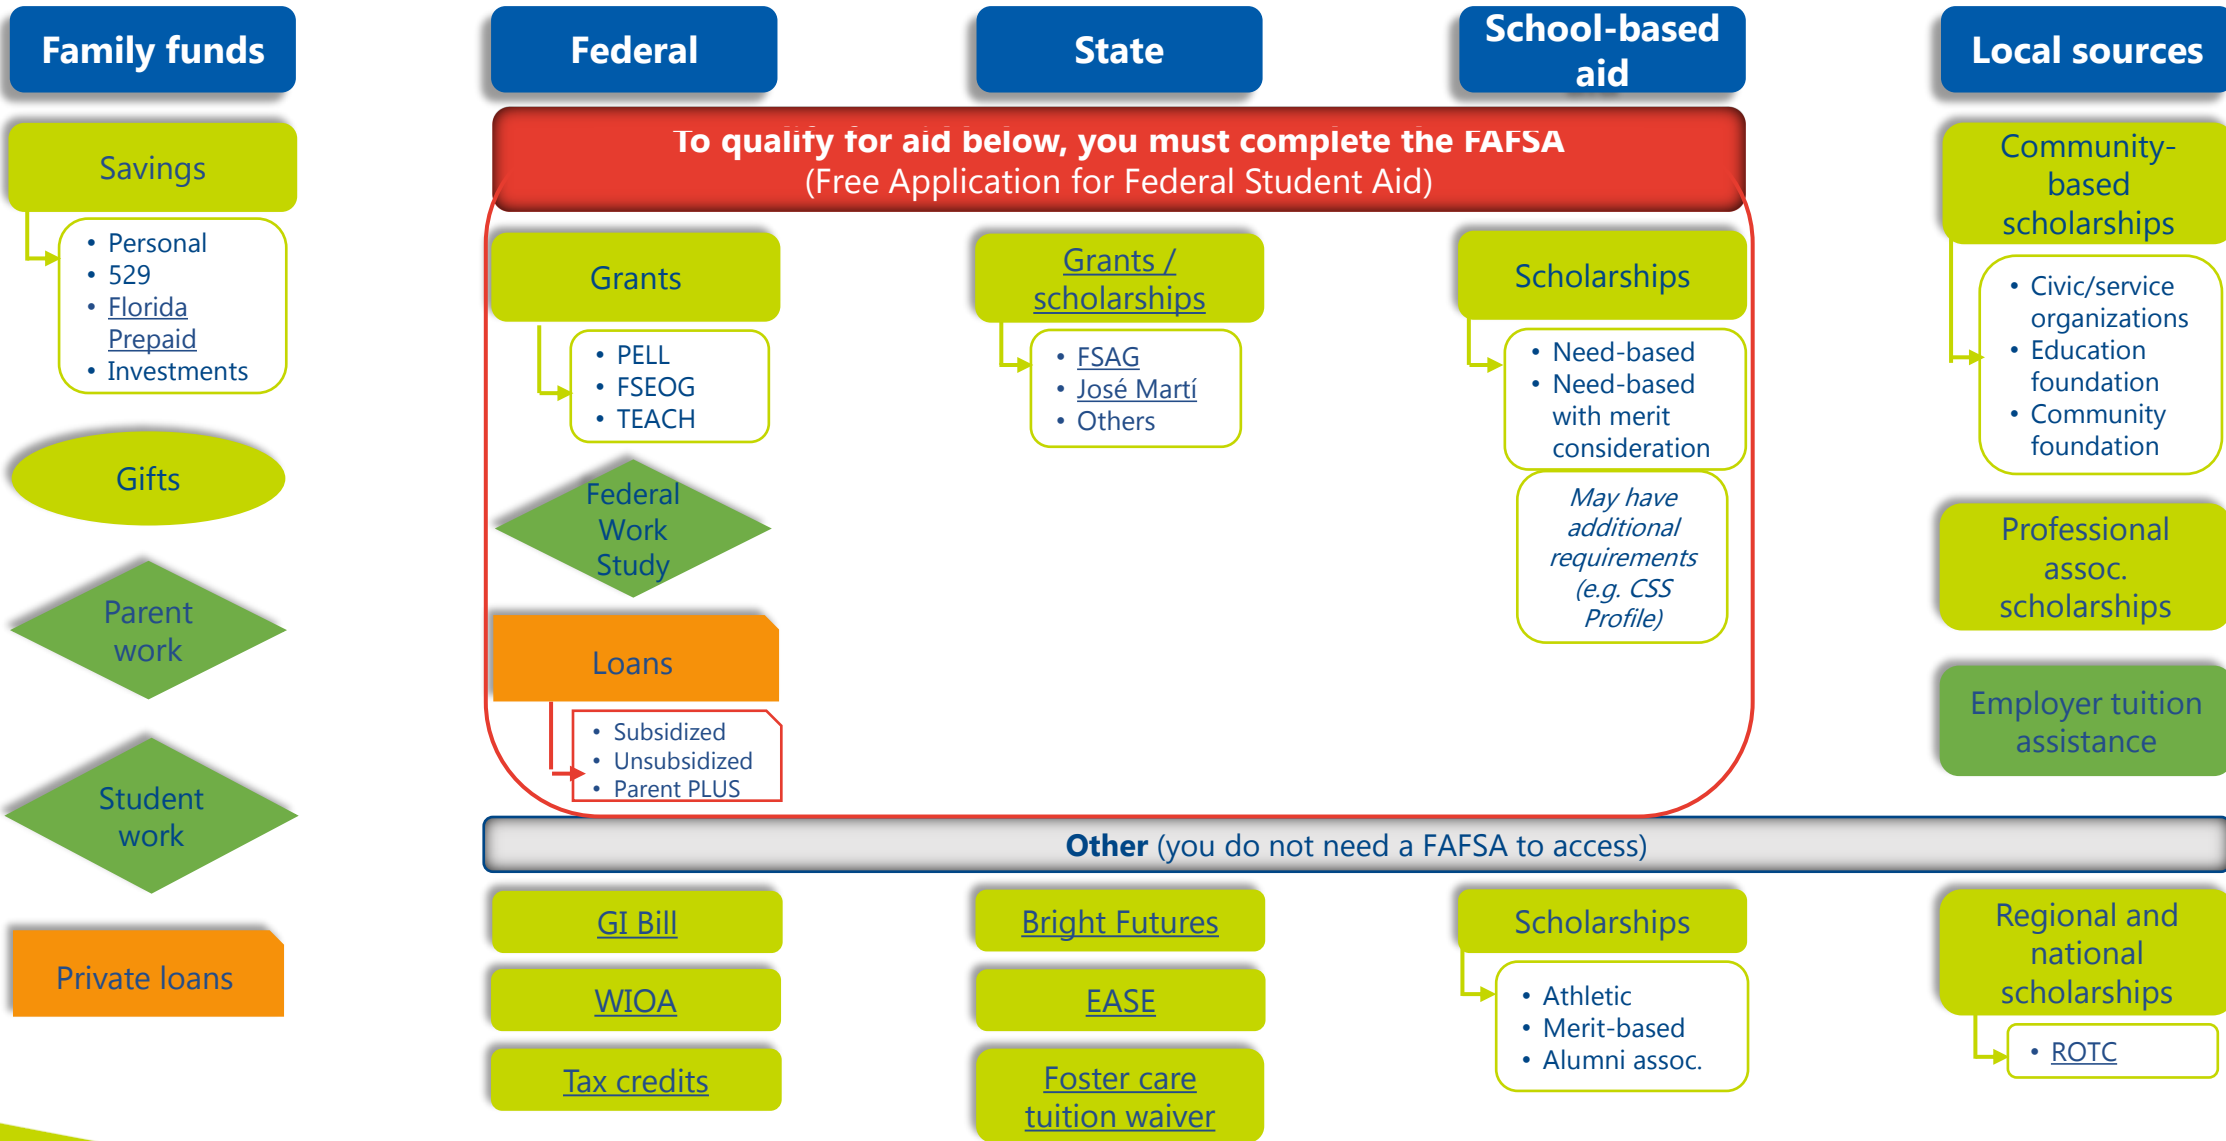 Family funds
Savings
• Personal
• 529
• Florida
Prepaid
• Investments
Gifts
Parent
work
Student
work
Private loans
Federal
State
School-based
aid
To qualify for aid below, you must complete the FAFSA
(Free Application for Federal Student Aid)
Grants
• PELL
• FSEOG
• TEACH
Federal
Work
Study
Loans
• Subsidized
• Unsubsidized
• Parent PLUS
Grants /
scholarships
• FSAG
• José Martí
• Others
Scholarships
• Need-based
• Need-based
with merit
consideration
May have
additional
requirements
(e.g. CSS
Profile)
Local sources
Community-
based
scholarships
• Civic/service
organizations
• Education
foundation
• Community
foundation
Professional
assoc.
scholarships
Employer tuition
assistance
Other (you do not need a FAFSA to access)
GI Bill
WIOA
Tax credits
Bright Futures
EASE
Foster care
tuition waiver
Scholarships
• Athletic
• Merit-based
• Alumni assoc.
Regional and
national
scholarships
• ROTC